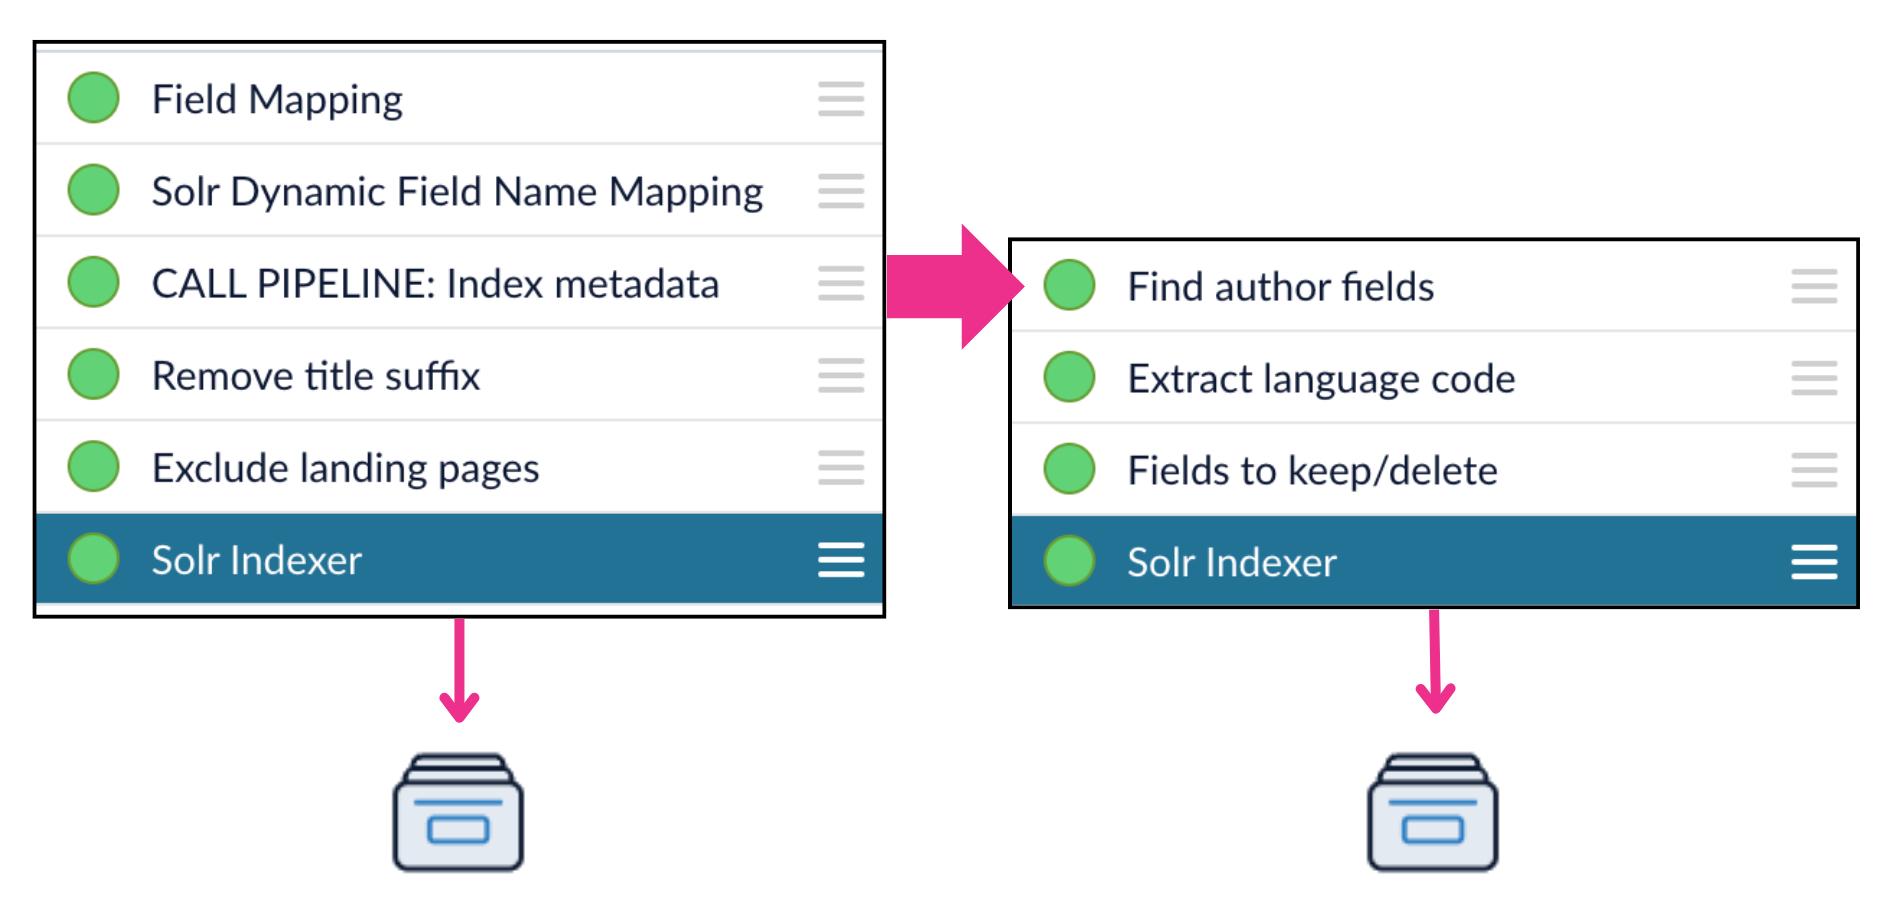 Field Mapping
Solr Dynamic Field Name Mapping
CALL PIPELINE: Index metadata
Remove title suffix
Exclude landing pages
Solr Indexer
Find author fields
Extract language code
Fields to keep/delete
Solr Indexer